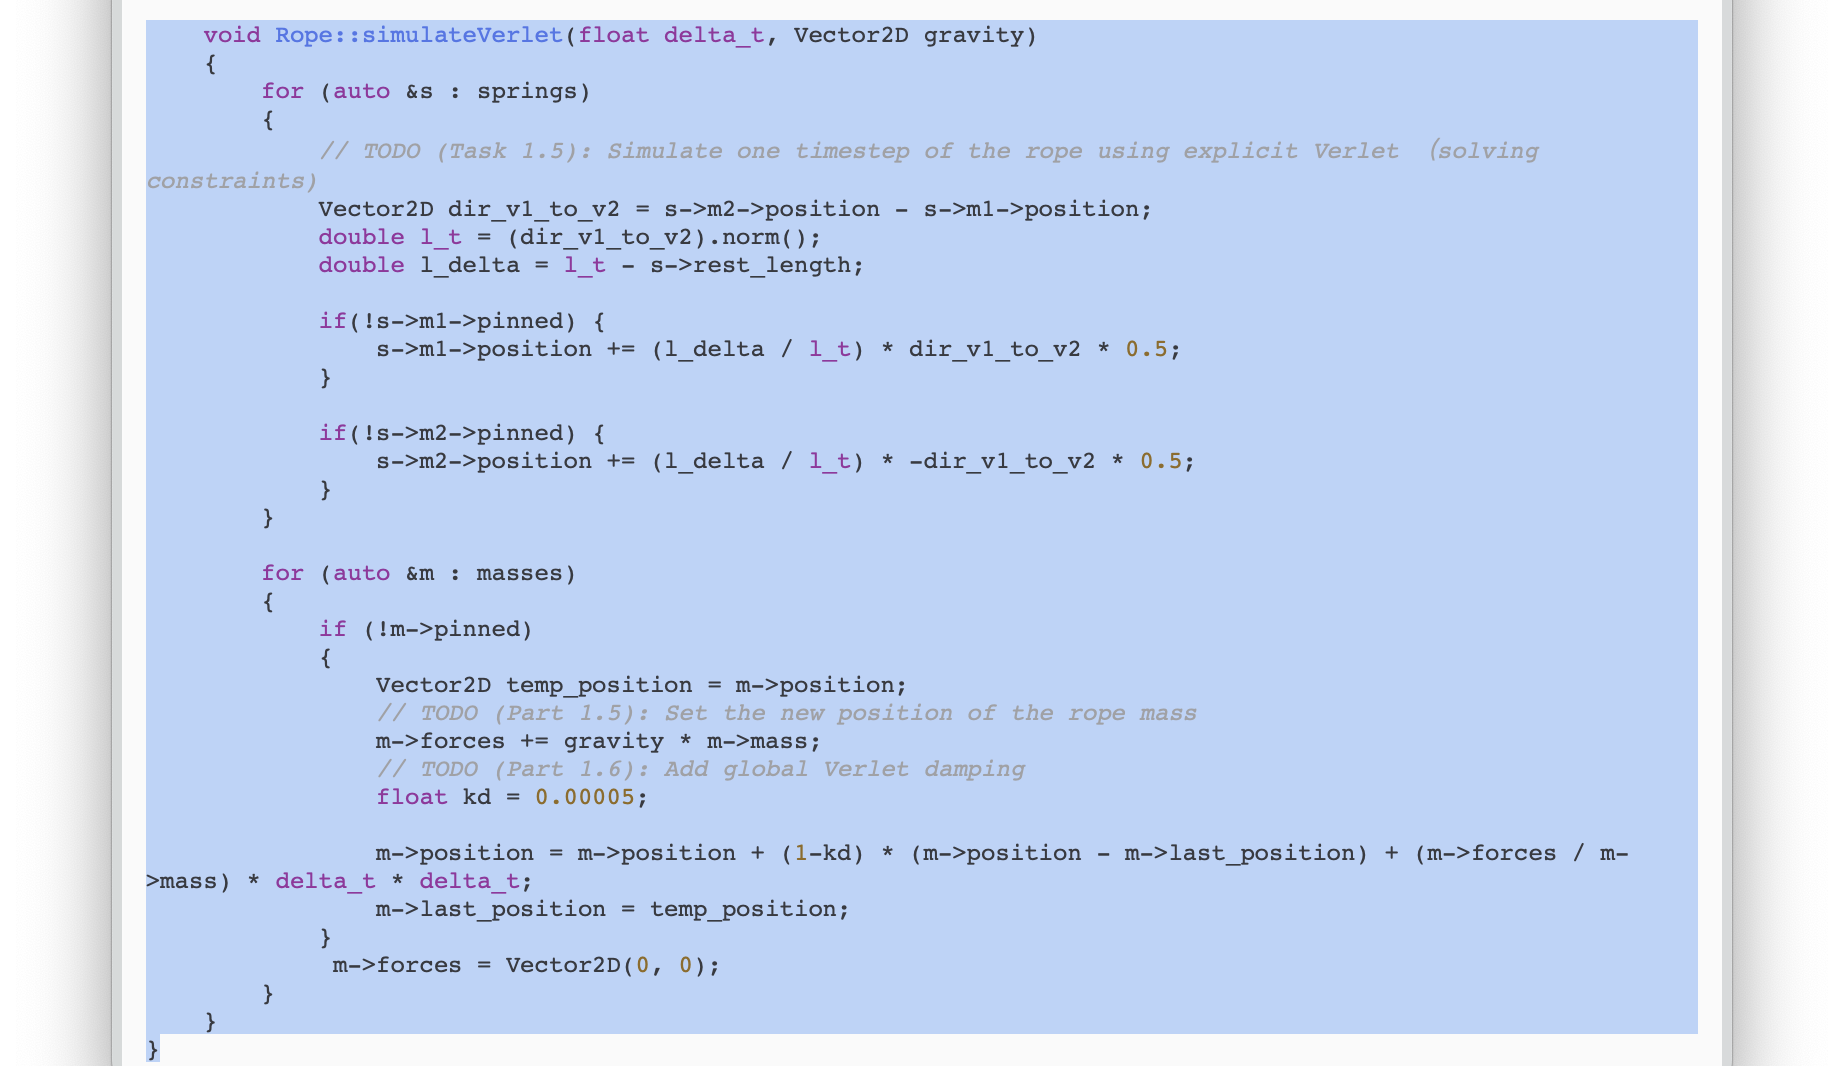 void Rope::simulateVerlet(float delta_t, Vector2D gravity)
{
for (auto &s : springs)
{
// TODO (Task 1.5): Simulate one timestep of the rope using explicit Verlet （solving
constraints)
Vector2D dir_v1_to_v2 = s->m2->position - s->m1->position;
double l_t = (dir_v1_to_v2).norm();
double l_delta = l_t - s->rest_length;
if(!s->m1->pinned) {
s->m1->position += (l_delta / l_t) * dir_v1_to_v2 * 0.5;
}
if(!s->m2->pinned) {
s->m2->position += (l_delta / l_t) * -dir_v1_to_v2 * 0.5;
}
}
for (auto &m : masses)
{
if (!m->pinned)
{
Vector2D temp_position = m->position;
// TODO (Part 1.5): Set the new position of the rope mass
m->forces += gravity * m->mass;
// TODO (Part 1.6): Add global Verlet damping
float kd = 0.00005;
m->position = m->position + (1-kd) * (m->position - m->last_position) + (m->forces / m-
>mass) * delta_t * delta_t;
m->last_position = temp_position;
}
m->forces = Vector2D(0, 0);
}
}
}